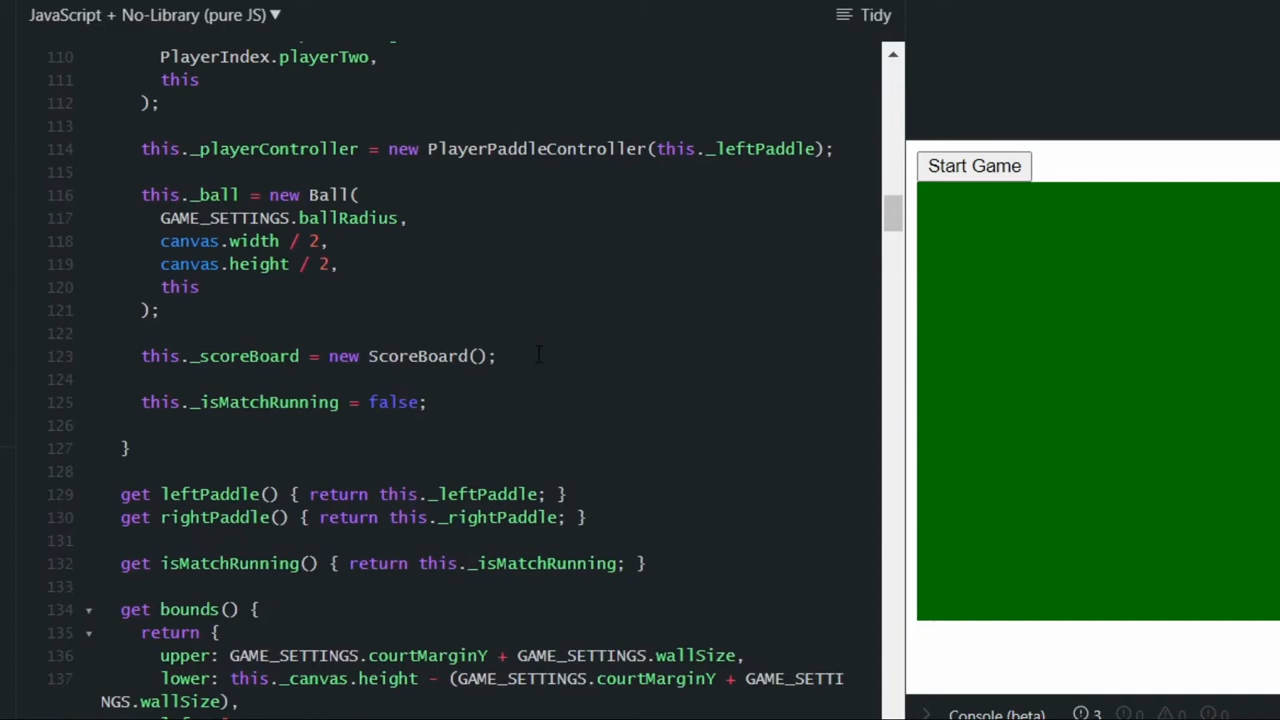 JavaScript + No-Library (pure JS) ▼
Tidy
110 PlayerIndex.playerTwo,
111 this
112 );
113
114 this._playerController = new PlayerPaddleController(this._leftPaddle);
115
116 this._ball = new Ball(
117 GAME_SETTINGS.ballRadius,
118 canvas.width / 2,
119 canvas.height / 2,
120 this
121 );
122
123 this._scoreBoard = new ScoreBoard();
124
125 this._isMatchRunning = false;
126
127 }
128
129 get leftPaddle() { return this._leftPaddle; }
130 get rightPaddle() { return this._rightPaddle; }
131
132 get isMatchRunning() { return this._isMatchRunning; }
133
134 get bounds() {
135 return {
136 upper: GAME_SETTINGS.courtMarginY + GAME_SETTINGS.wallSize,
137 lower: this._canvas.height - (GAME_SETTINGS.courtMarginY + GAME_SETTI
NGS.wallSize),
Start Game
Console (beta) 3 0 0 0